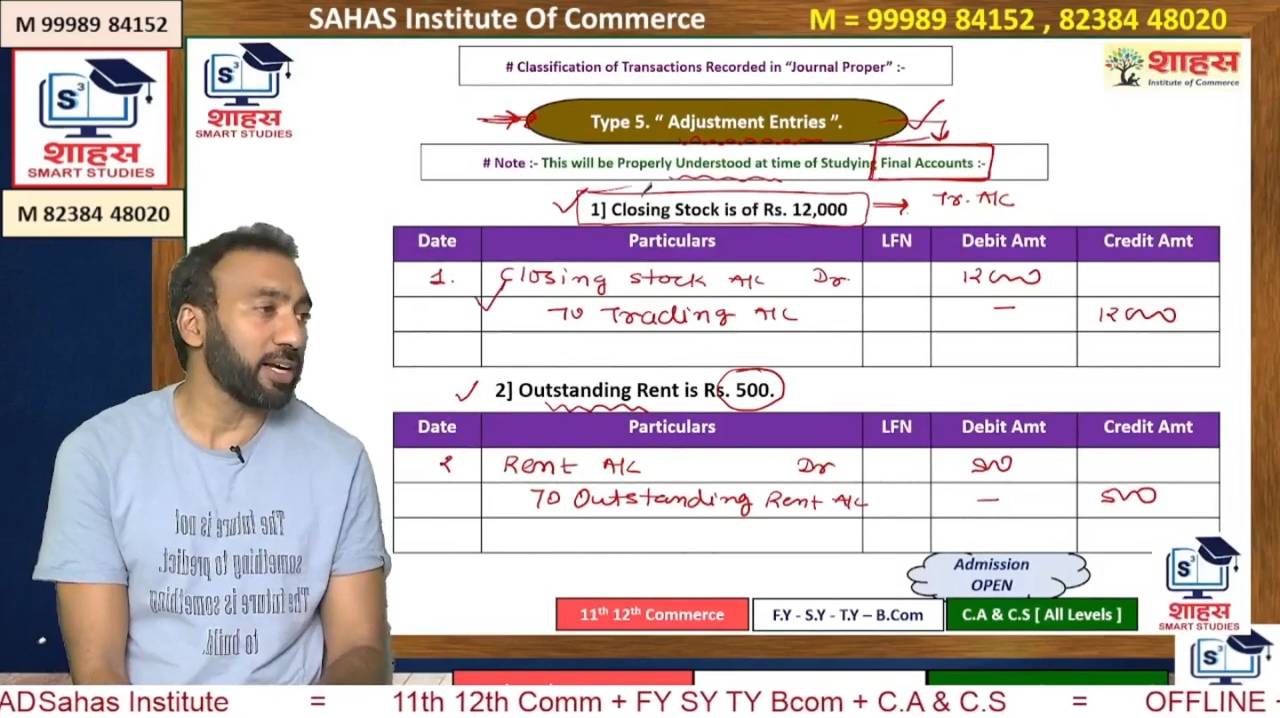 M 99989 84152
SAHAS Institute Of Commerce
M = 99989 84152 , 82384 48020
S³
शाहस
SMART STUDIES
M 82384 48020
S³
शाहस
SMART STUDIES
# Classification of Transactions Recorded in “Journal Proper” :-
शाहस
Institute of Commerce
Type 5. “ Adjustment Entries ”.
# Note :- This will be Properly Understood at time of Studying Final Accounts :-
1] Closing Stock is of Rs. 12,000
Tr. A/C
Date Particulars LFN Debit Amt Credit Amt
1. Closing stock A/c Dr. 12000
To Trading A/C – 12000
2] Outstanding Rent is Rs. 500.
Date Particulars LFN Debit Amt Credit Amt
2 Rent A/c Dr 500
To Outstanding Rent A/c – 500
Admission
OPEN
11th 12th Commerce
F.Y - S.Y - T.Y – B.Com
C.A & C.S [ All Levels ]
S³
शाहस
SMART STUDIES
S³
The future is not
something to predict.
The future is something
to build.
ADSahas Institute = 11th 12th Comm + FY SY TY Bcom + C.A & C.S = OFFLINE